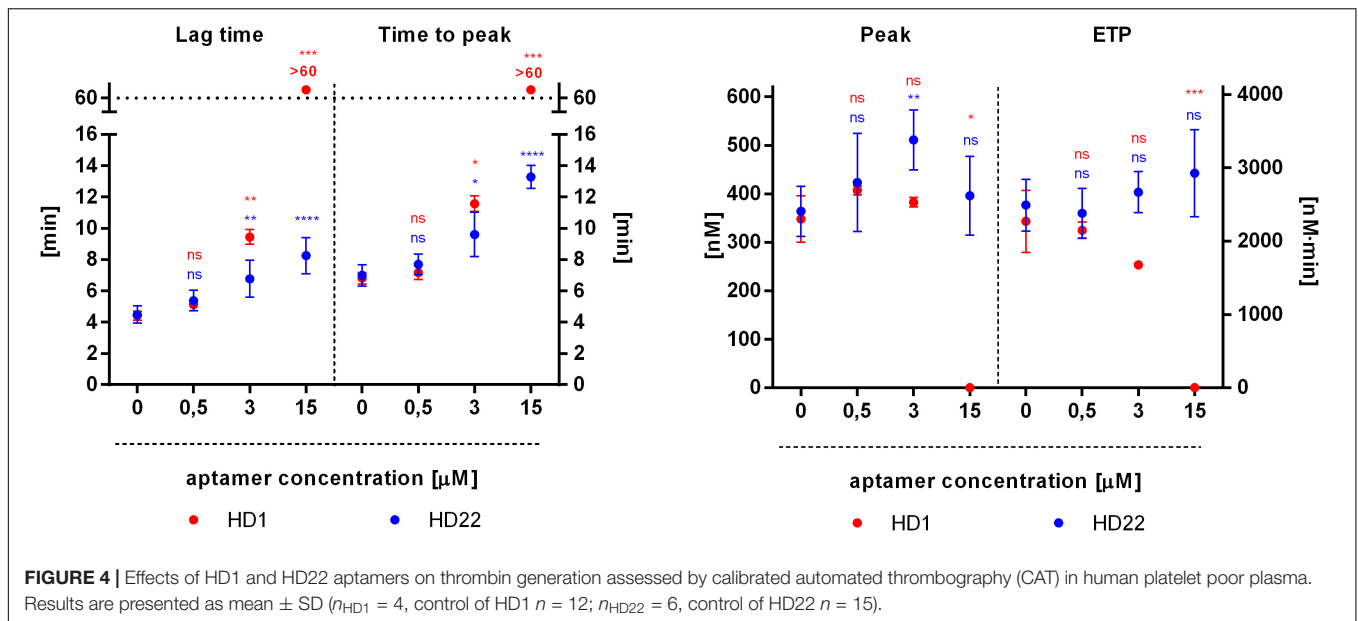 Lag time
Time to peak
***
>60
***
>60
60
60
16
16
14
14
12
12
10
10
8
8
6
6
4
4
2
2
0
0
[min]
[min]
ns
ns
**
**
****
ns
ns
*
*
****
0
0,5
3
15
0
0,5
3
15
aptamer concentration [μM]
HD1
HD22
Peak
ETP
600
500
400
300
200
100
0
[nM]
4000
3000
2000
1000
0
[nM·min]
ns
ns
ns
**
*
ns
ns
ns
ns
ns
***
ns
0
0,5
3
15
0
0,5
3
15
aptamer concentration [μM]
HD1
HD22
FIGURE 4 | Effects of HD1 and HD22 aptamers on thrombin generation assessed by calibrated automated thrombography (CAT) in human platelet poor plasma.
Results are presented as mean ± SD (nHD1 = 4, control of HD1 n = 12; nHD22 = 6, control of HD22 n = 15).